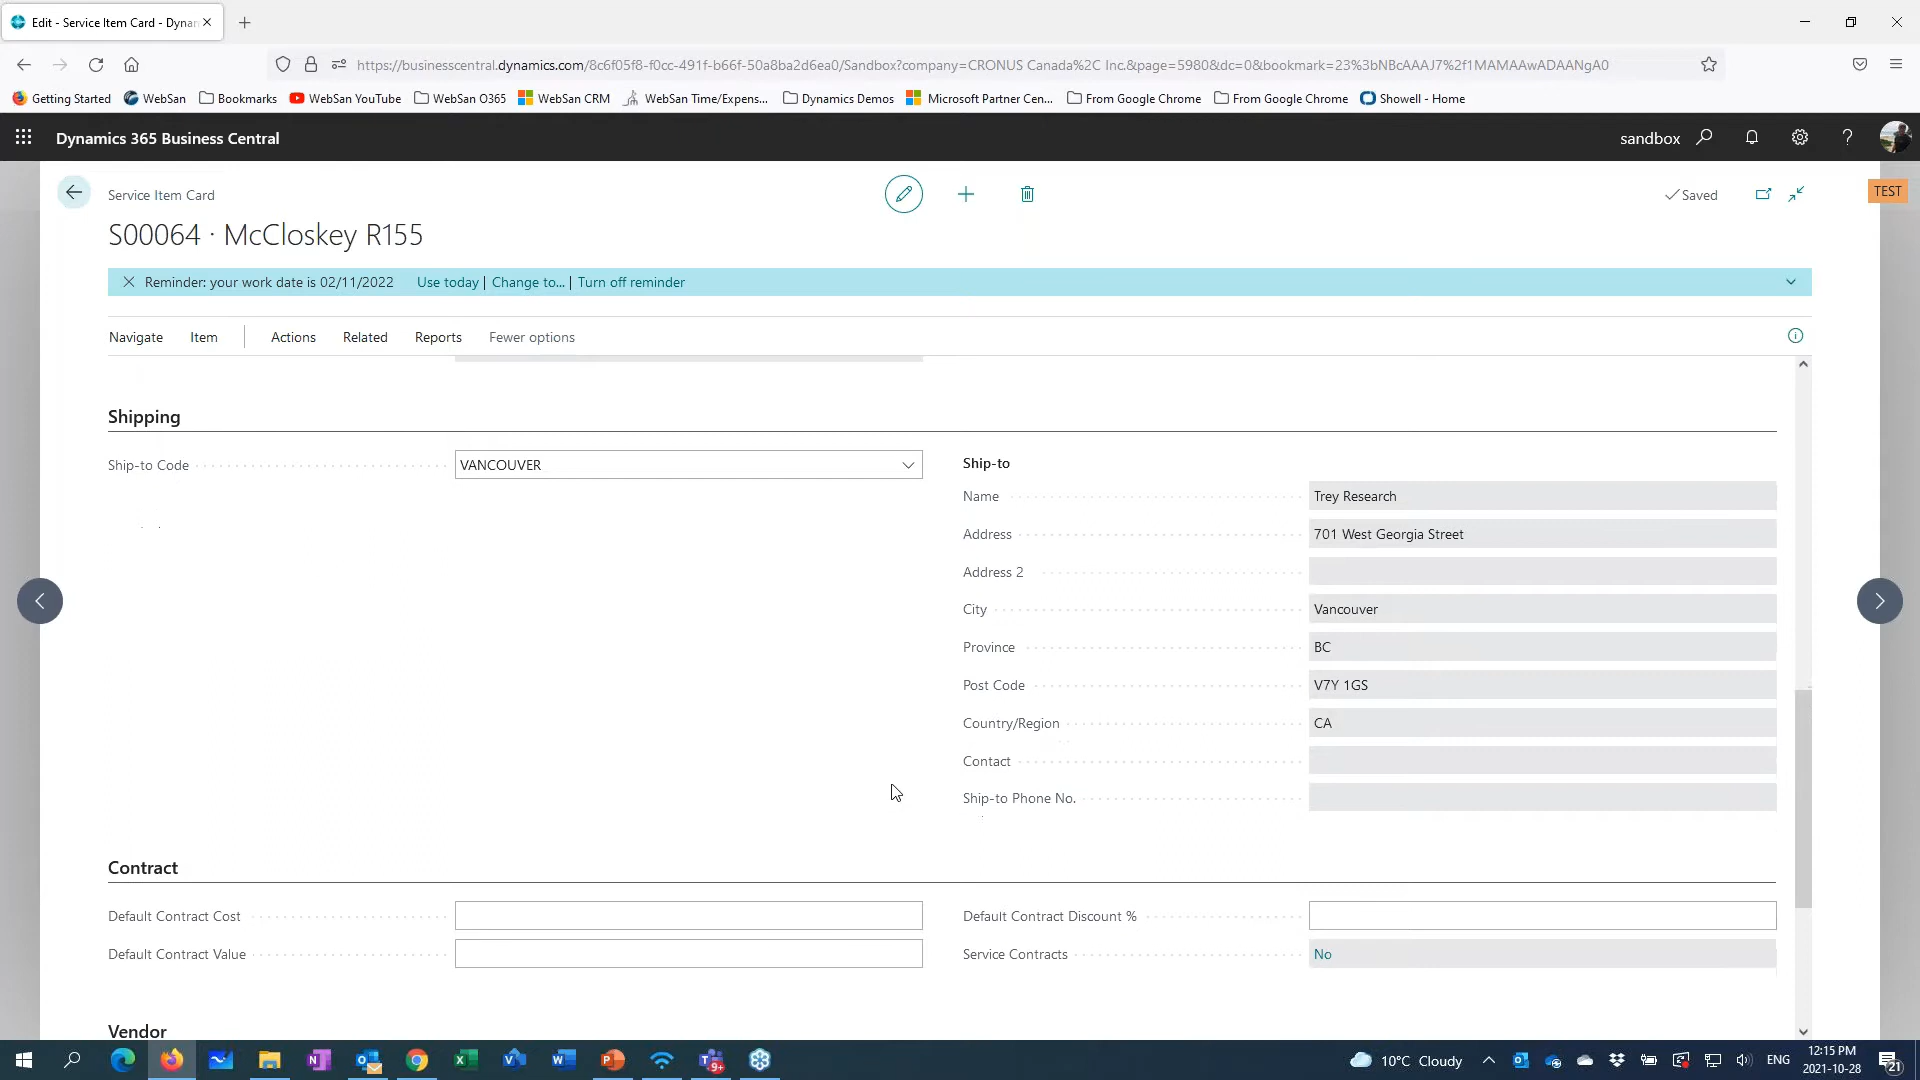 Edit - Service Item Card - Dynar
https://businesscentral.dynamics.com/8c6f05f8-f0cc-491f-b66f-50a8ba2d6ea0/Sandbox?company=CRONUS Canada%2C Inc.&page=5980&dc=0&bookmark=23%3bNBcAAAJ7%2f1MAMAAwADAANgA0
Getting Started WebSan Bookmarks WebSan YouTube WebSan O365 WebSan CRM WebSan Time/Expens... Dynamics Demos Microsoft Partner Cen... From Google Chrome From Google Chrome Showell - Home
Dynamics 365 Business Central sandbox
Service Item Card Saved TEST
S00064 · McCloskey R155
Reminder: your work date is 02/11/2022 Use today | Change to... | Turn off reminder
Navigate Item Actions Related Reports Fewer options
Shipping
Ship-to Code VANCOUVER
Ship-to
Name Trey Research
Address 701 West Georgia Street
Address 2
City Vancouver
Province BC
Post Code V7Y 1GS
Country/Region CA
Contact
Ship-to Phone No.
Contract
Default Contract Cost Default Contract Discount %
Default Contract Value Service Contracts No
Vendor
10°C Cloudy ENG 12:15 PM
2021-10-28
9+
21